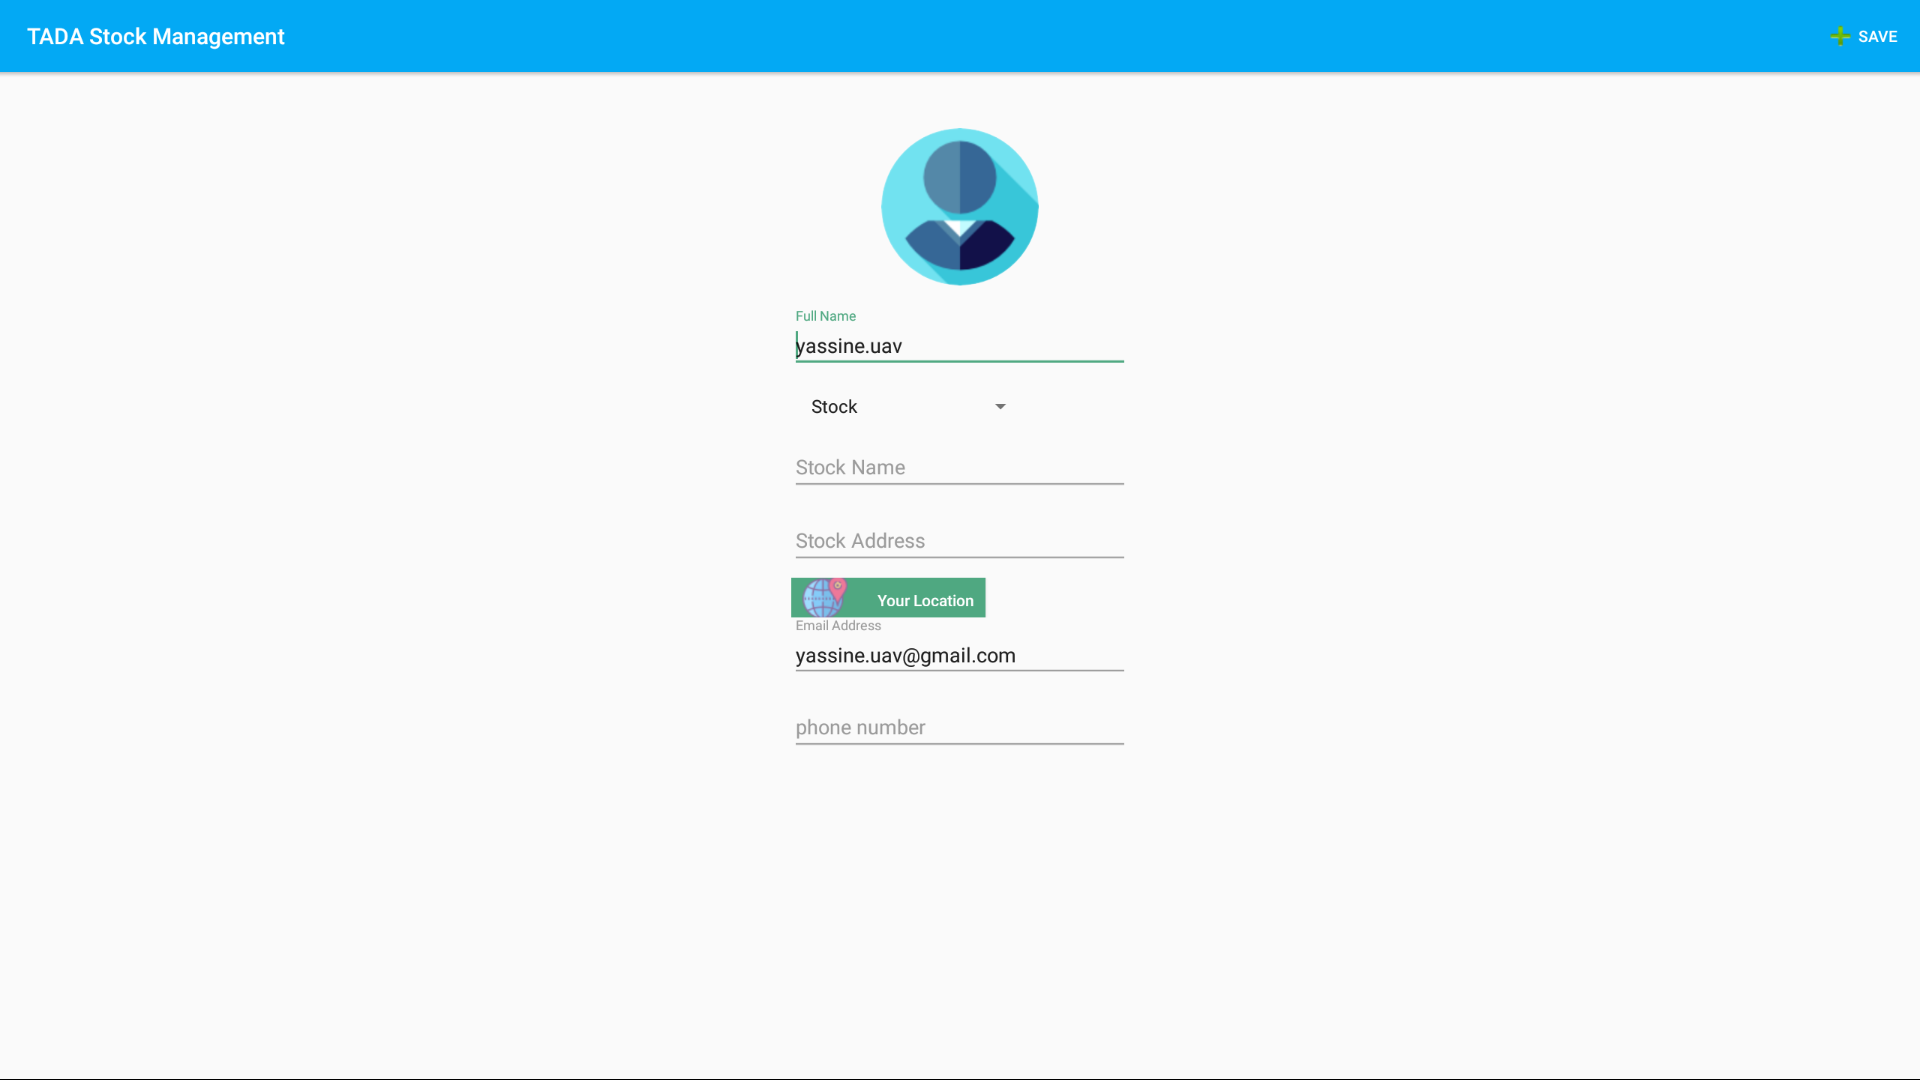 TADA Stock Management
SAVE
Full Name
yassine.uav
Stock
Stock Name
Stock Address
Your Location
Email Address
yassine.uav@gmail.com
phone number